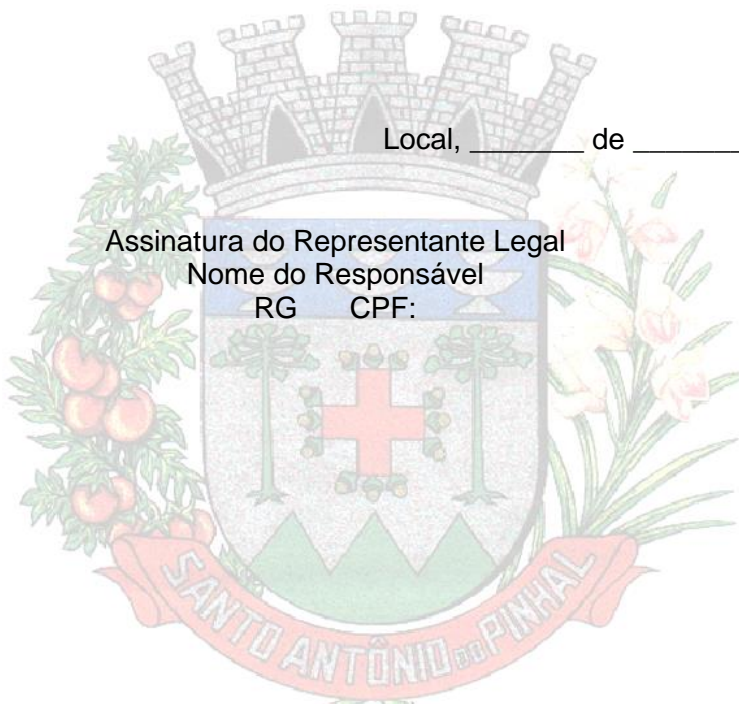 Local, _______ de _______
Assinatura do Representante Legal
Nome do Responsável
RG CPF:
SANTO ANTÔNIO DO PINHAL